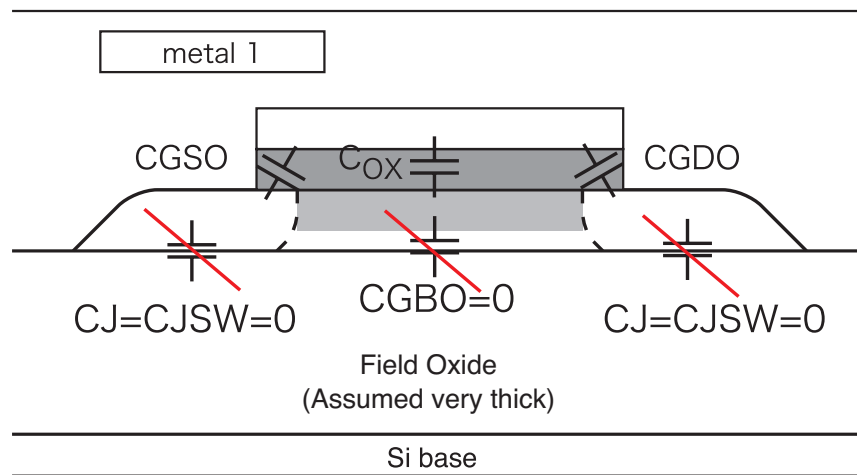 metal 1
CGSO
COX
CGDO
CGBO=0
CJ=CJSW=0
CJ=CJSW=0
Field Oxide
(Assumed very thick)
Si base